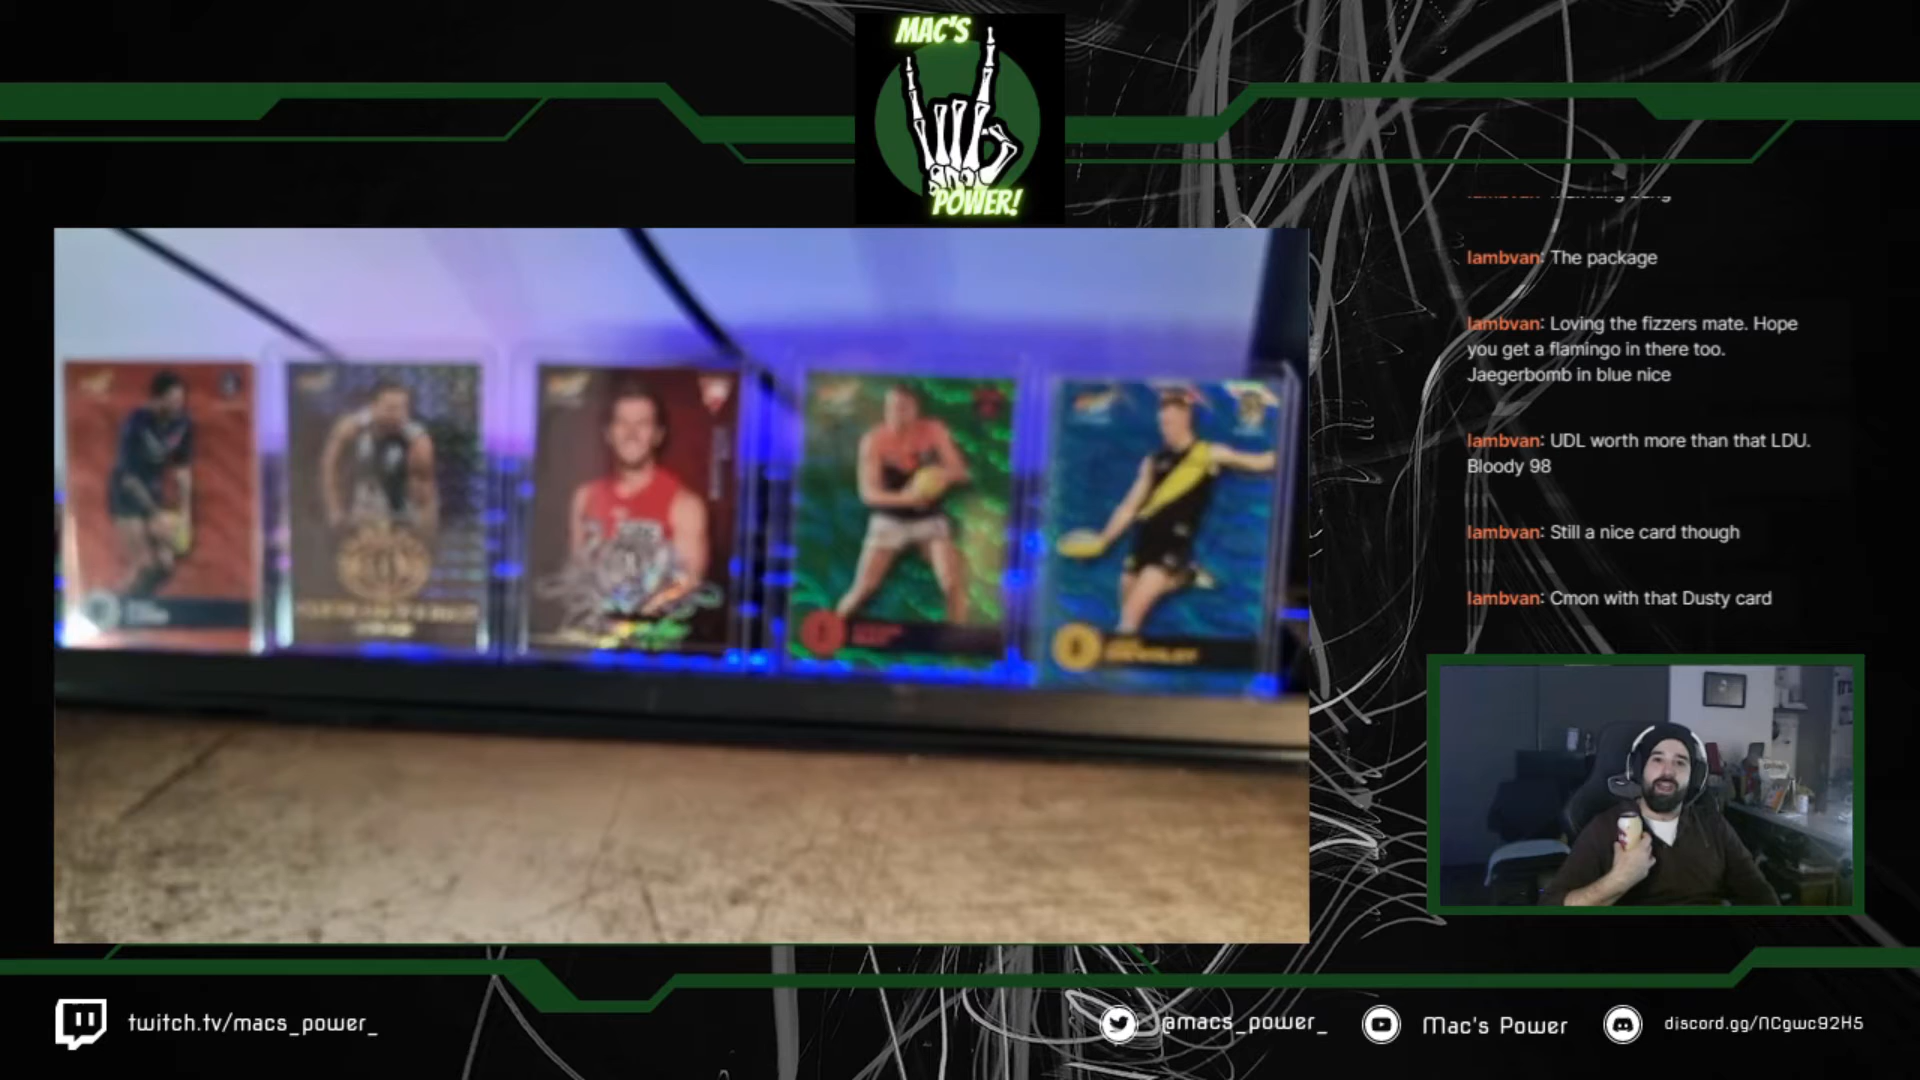 MAC'S
POWER!
lambvan: The package
lambvan: Loving the fizzers mate. Hope
you get a flamingo in there too.
Jaegerbomb in blue nice
lambvan: UDL worth more than that LDU.
Bloody 98
lambvan: Still a nice card though
lambvan: Cmon with that Dusty card
twitch.tv/macs_power_
@macs_power_
Mac's Power
discord.gg/NCgwc92H5